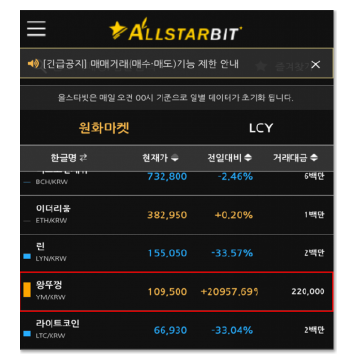 ALLSTARBIT
[긴급공지] 매매거래(매수·매도)기능 제한 안내 ×
올스타빗은 매일 오전 00시 기준으로 일별 데이터가 초기화 됩니다.
원화마켓 LCY
한글명 현재가 전일대비 거래대금
BCH/KRW 732,800 -2.46% 6백만
이더리움
ETH/KRW 382,950 +0.20% 1백만
린
LYN/KRW 155,050 -33.57% 2백만
왕뚜껑
YM/KRW 109,500 +20957.69% 220,000
라이트코인
LTC/KRW 66,930 -33.04% 2백만